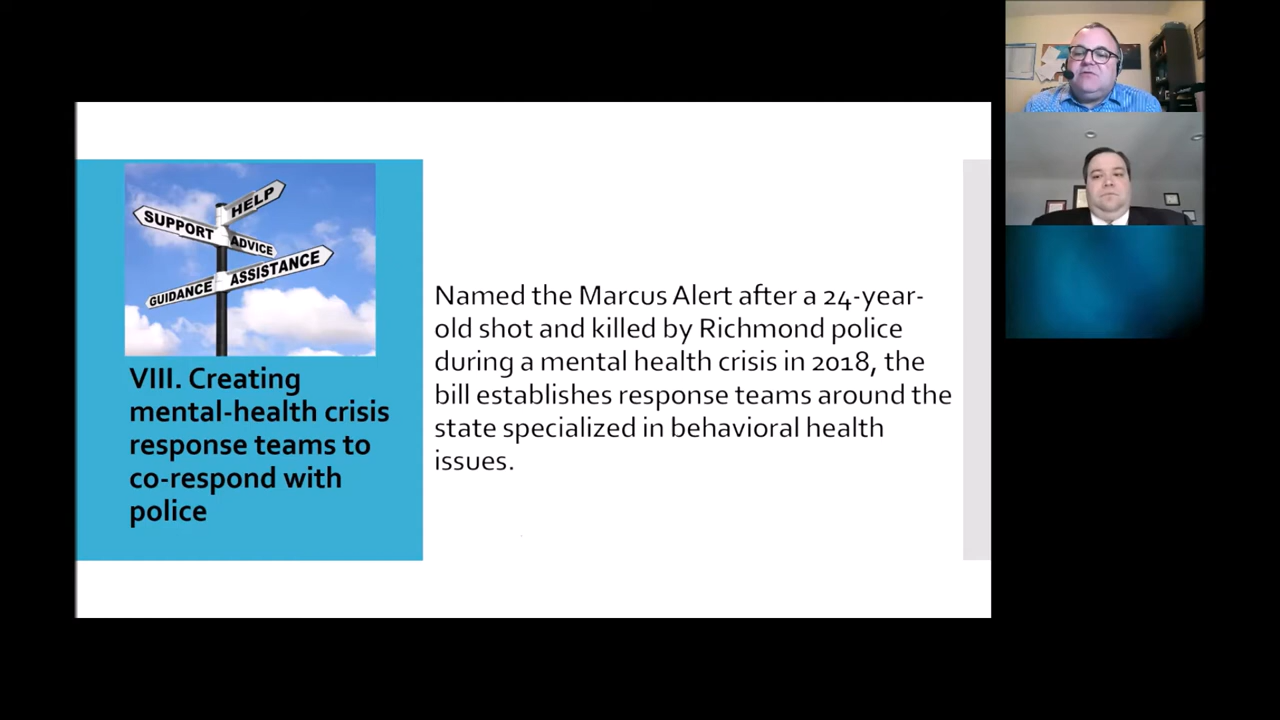 HELP
SUPPORT
ADVICE
ASSISTANCE
GUIDANCE
VIII. Creating
mental-health crisis
response teams to
co-respond with
police
Named the Marcus Alert after a 24-year-
old shot and killed by Richmond police
during a mental health crisis in 2018, the
bill establishes response teams around the
state specialized in behavioral health
issues.